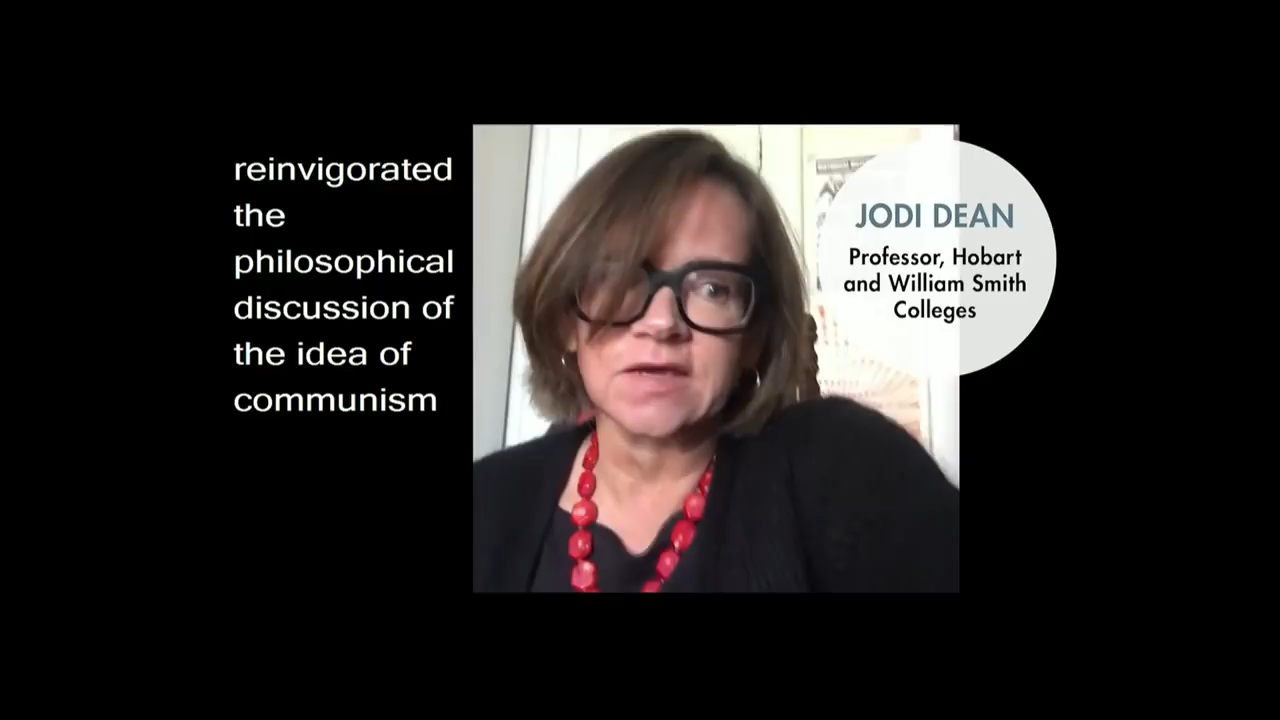 reinvigorated
the
philosophical
discussion of
the idea of
communism
JODI DEAN
Professor, Hobart
and William Smith
Colleges